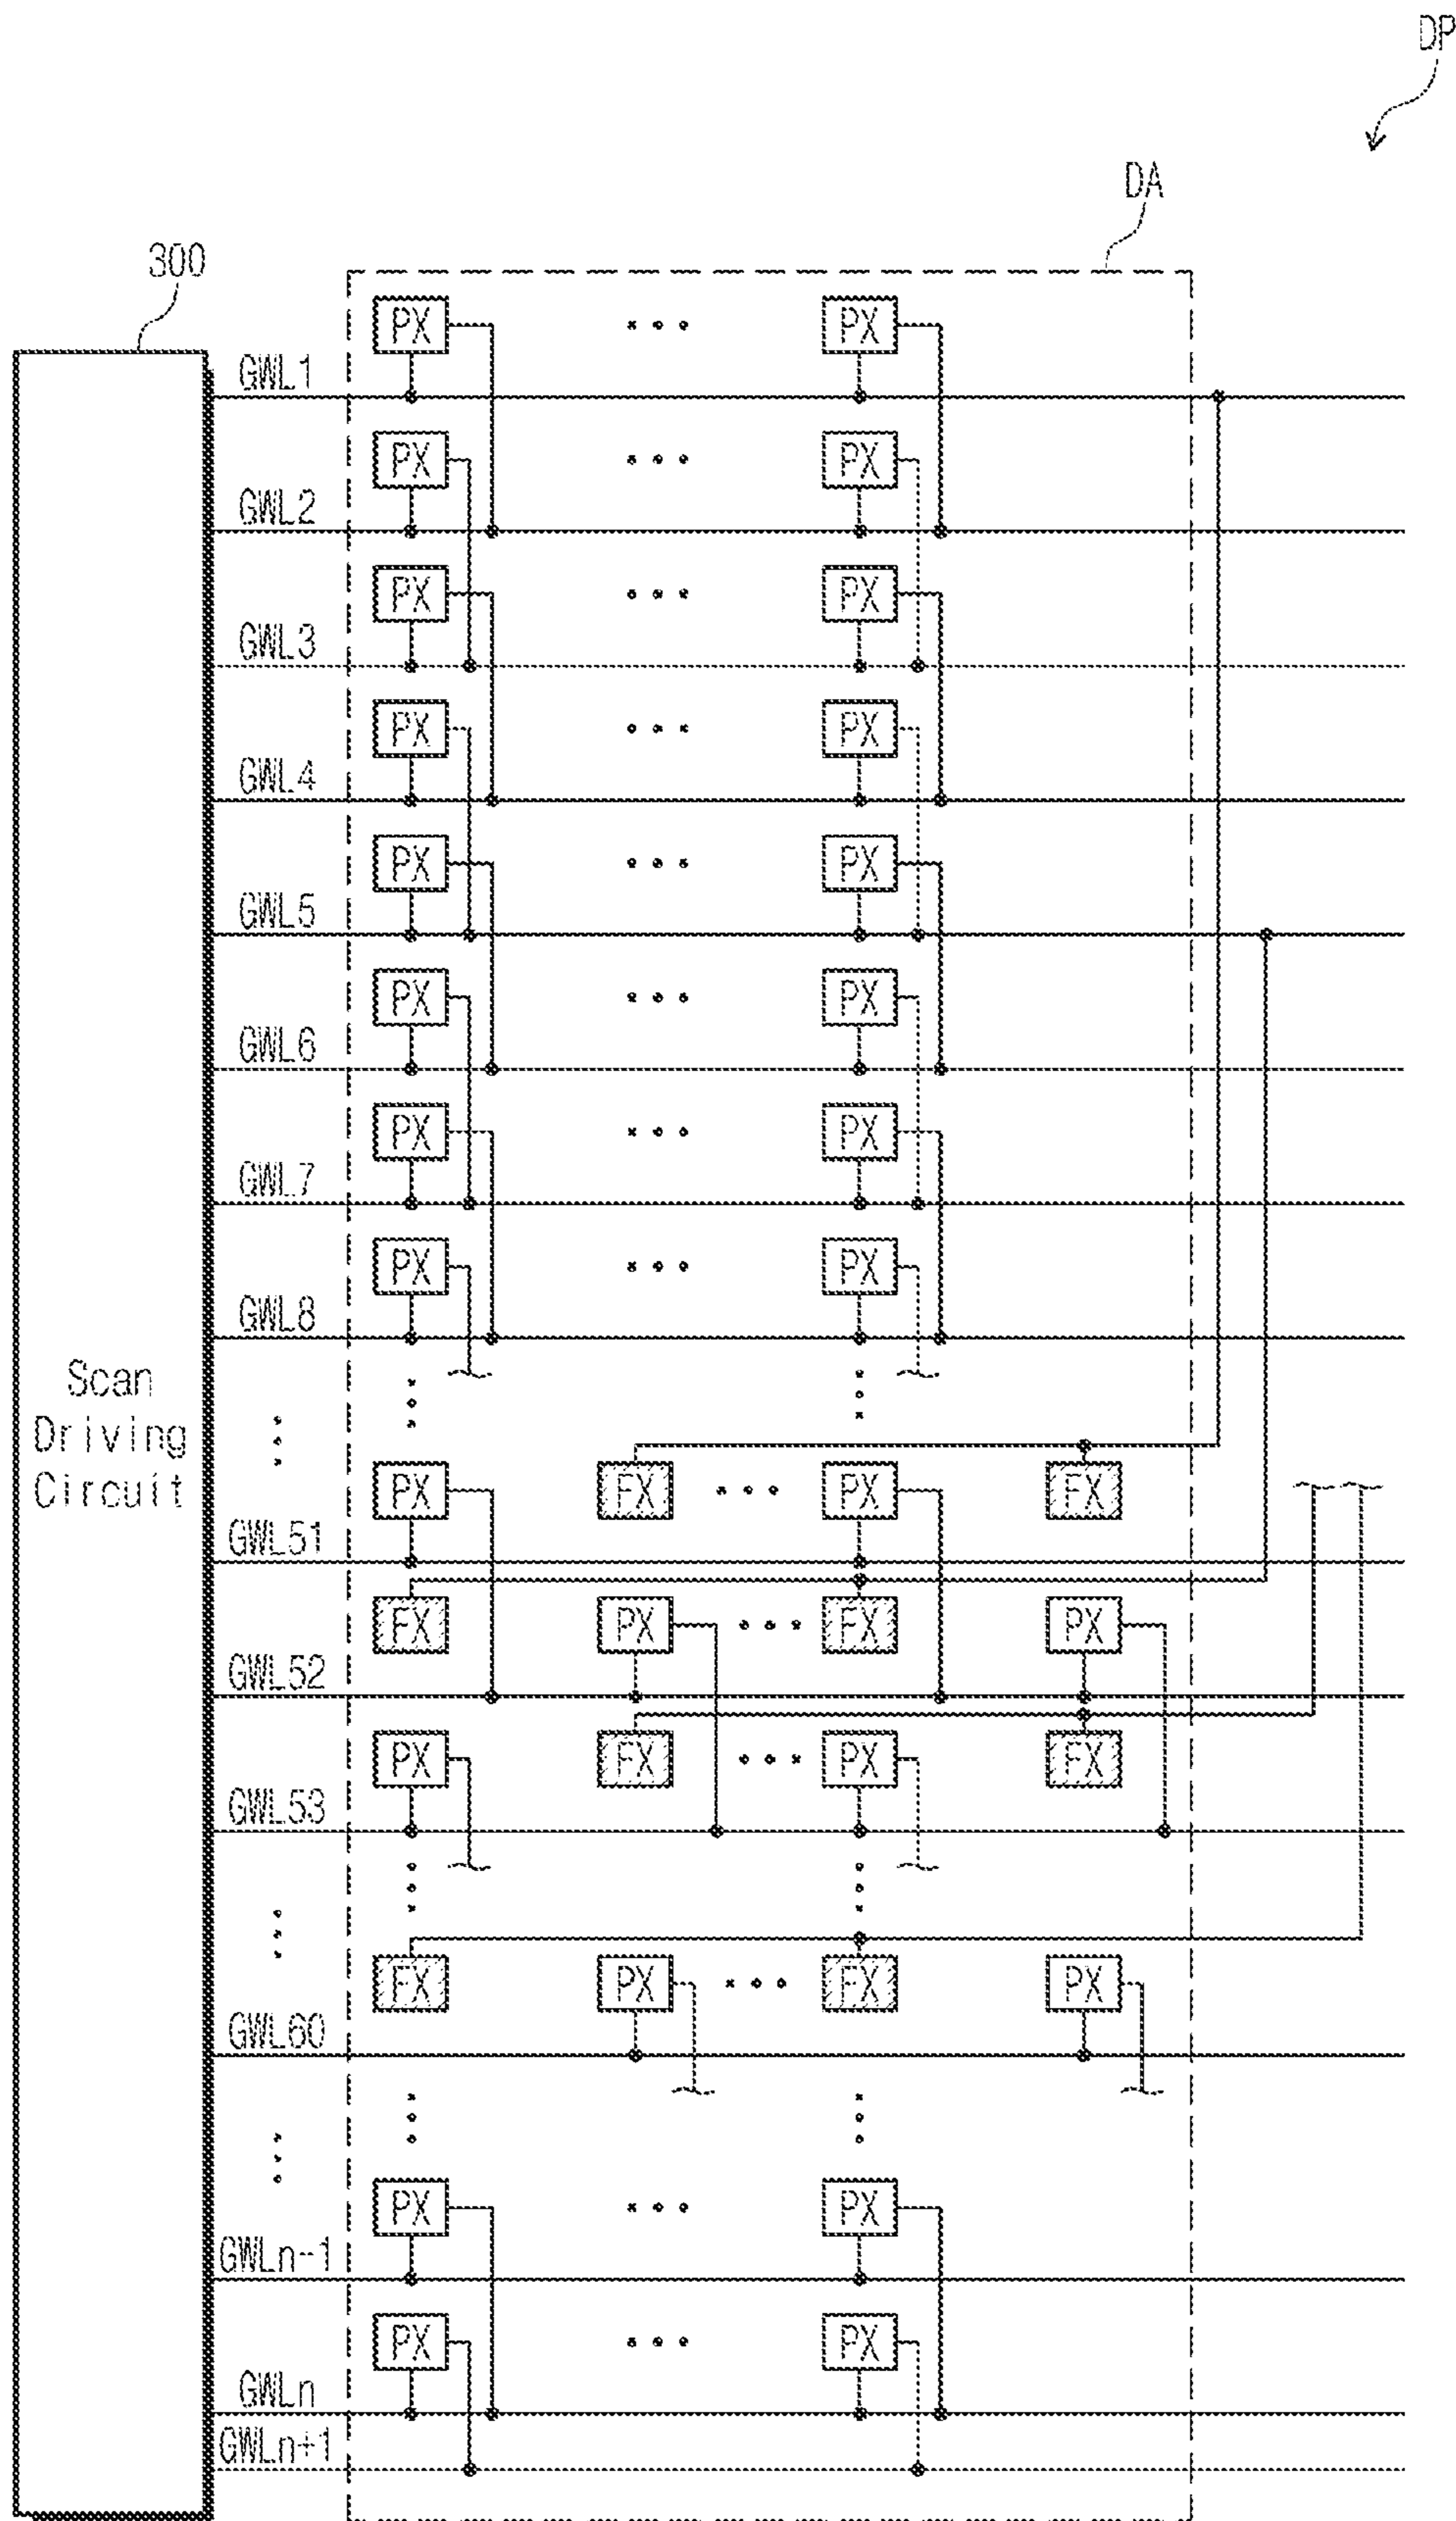 DP
DA
300
PX PX
GWL1
PX PX
GWL2
PX PX
GWL3
PX PX
GWL4
PX PX
GWL5
PX PX
GWL6
PX PX
GWL7
PX PX
GWL8
Scan
Driving
Circuit
PX FX PX FX
GWL51
FX PX FX PX
GWL52
PX FX PX FX
GWL53
FX PX FX PX
GWL60
PX PX
GWLn-1
PX PX
GWLn
GWLn+1